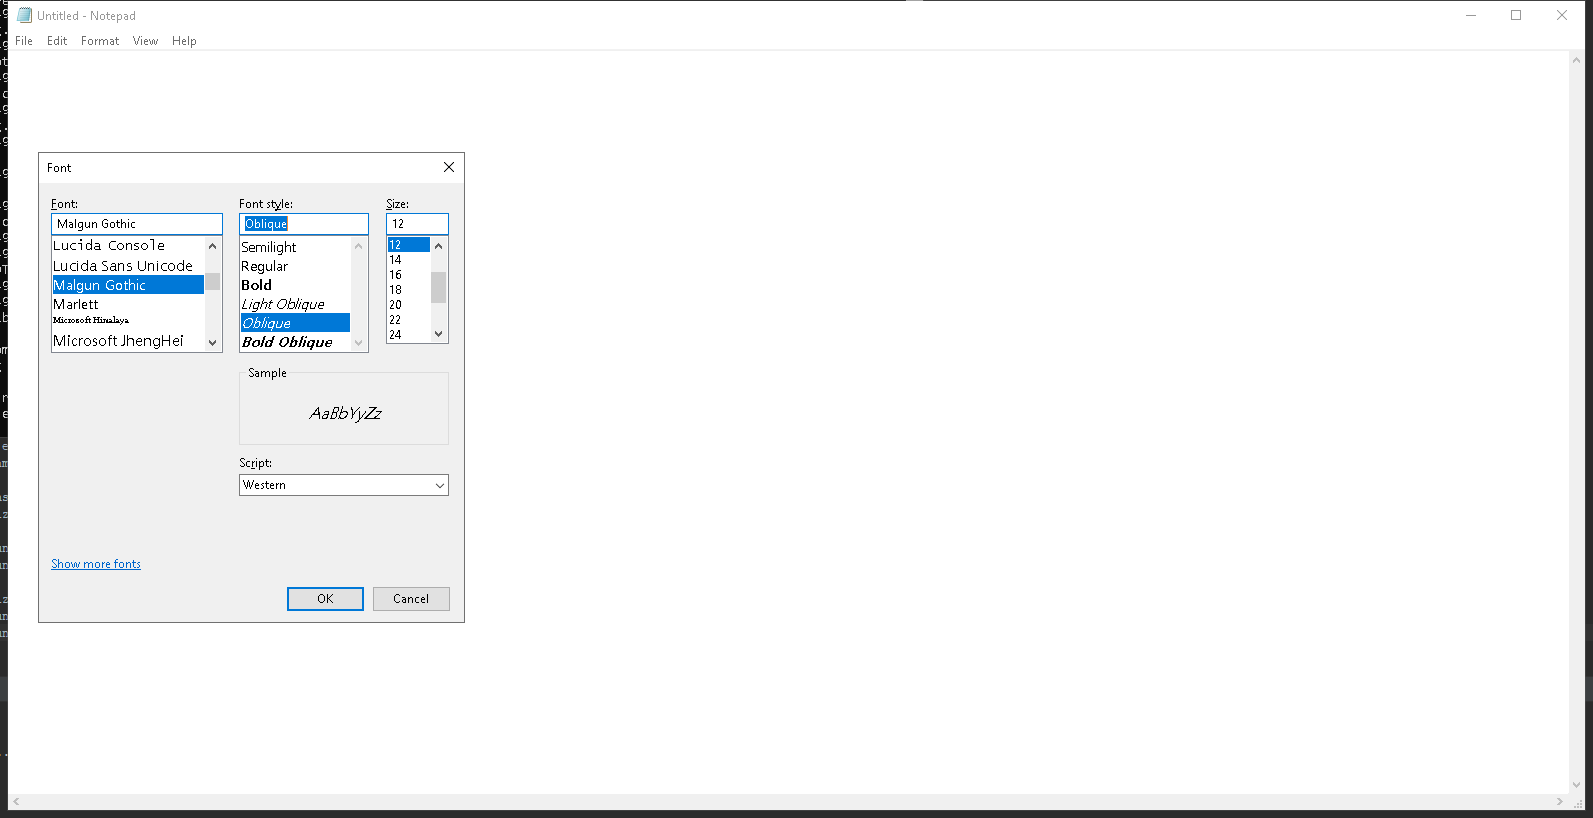 Untitled - Notepad
File Edit Format View Help
Font
Font: Font style: Size:
Malgun Gothic Oblique 12
Lucida Console
Lucida Sans Unicode
Malgun Gothic
Marlett
Microsoft Himalaya
Microsoft JhengHei
Semilight
Regular
Bold
Light Oblique
Oblique
Bold Oblique
12
14
16
18
20
22
24
Sample
AaBbYyZz
Script:
Western
Show more fonts
OK Cancel